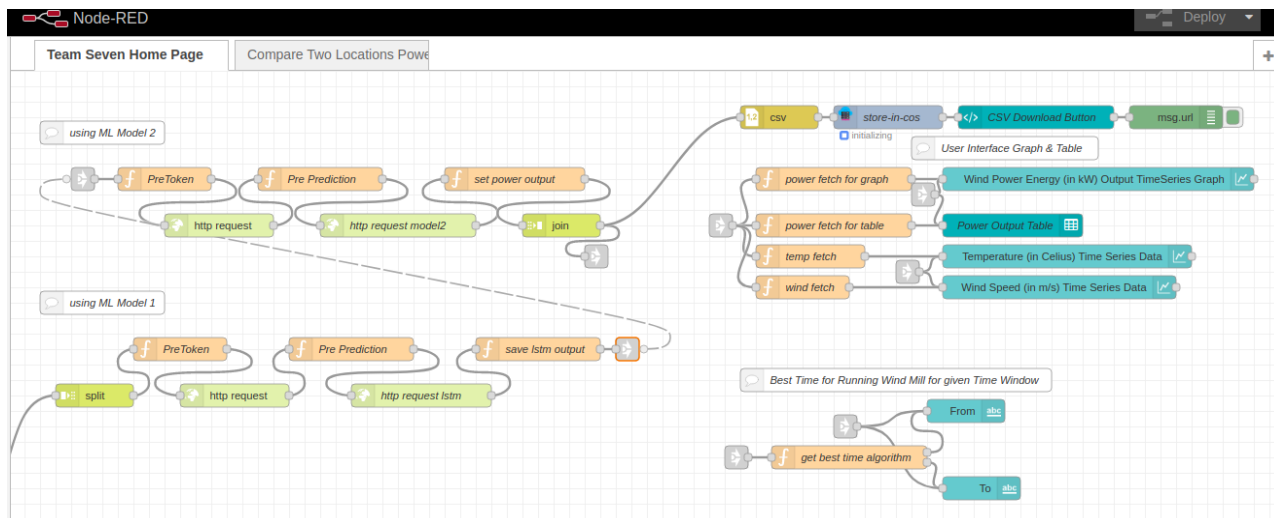 Node-RED
Deploy
Team Seven Home Page
Compare Two Locations Powe
using ML Model 2
PreToken
Pre Prediction
set power output
http request
http request model2
join
using ML Model 1
PreToken
Pre Prediction
save lstm output
split
http request
http request lstm
1,2 csv
store-in-cos
initializing
</> CSV Download Button
msg.url
User Interface Graph & Table
power fetch for graph
Wind Power Energy (in kW) Output TimeSeries Graph
power fetch for table
Power Output Table
temp fetch
Temperature (in Celius) Time Series Data
wind fetch
Wind Speed (in m/s) Time Series Data
Best Time for Running Wind Mill for given Time Window
From abc
get best time algorithm
To abc